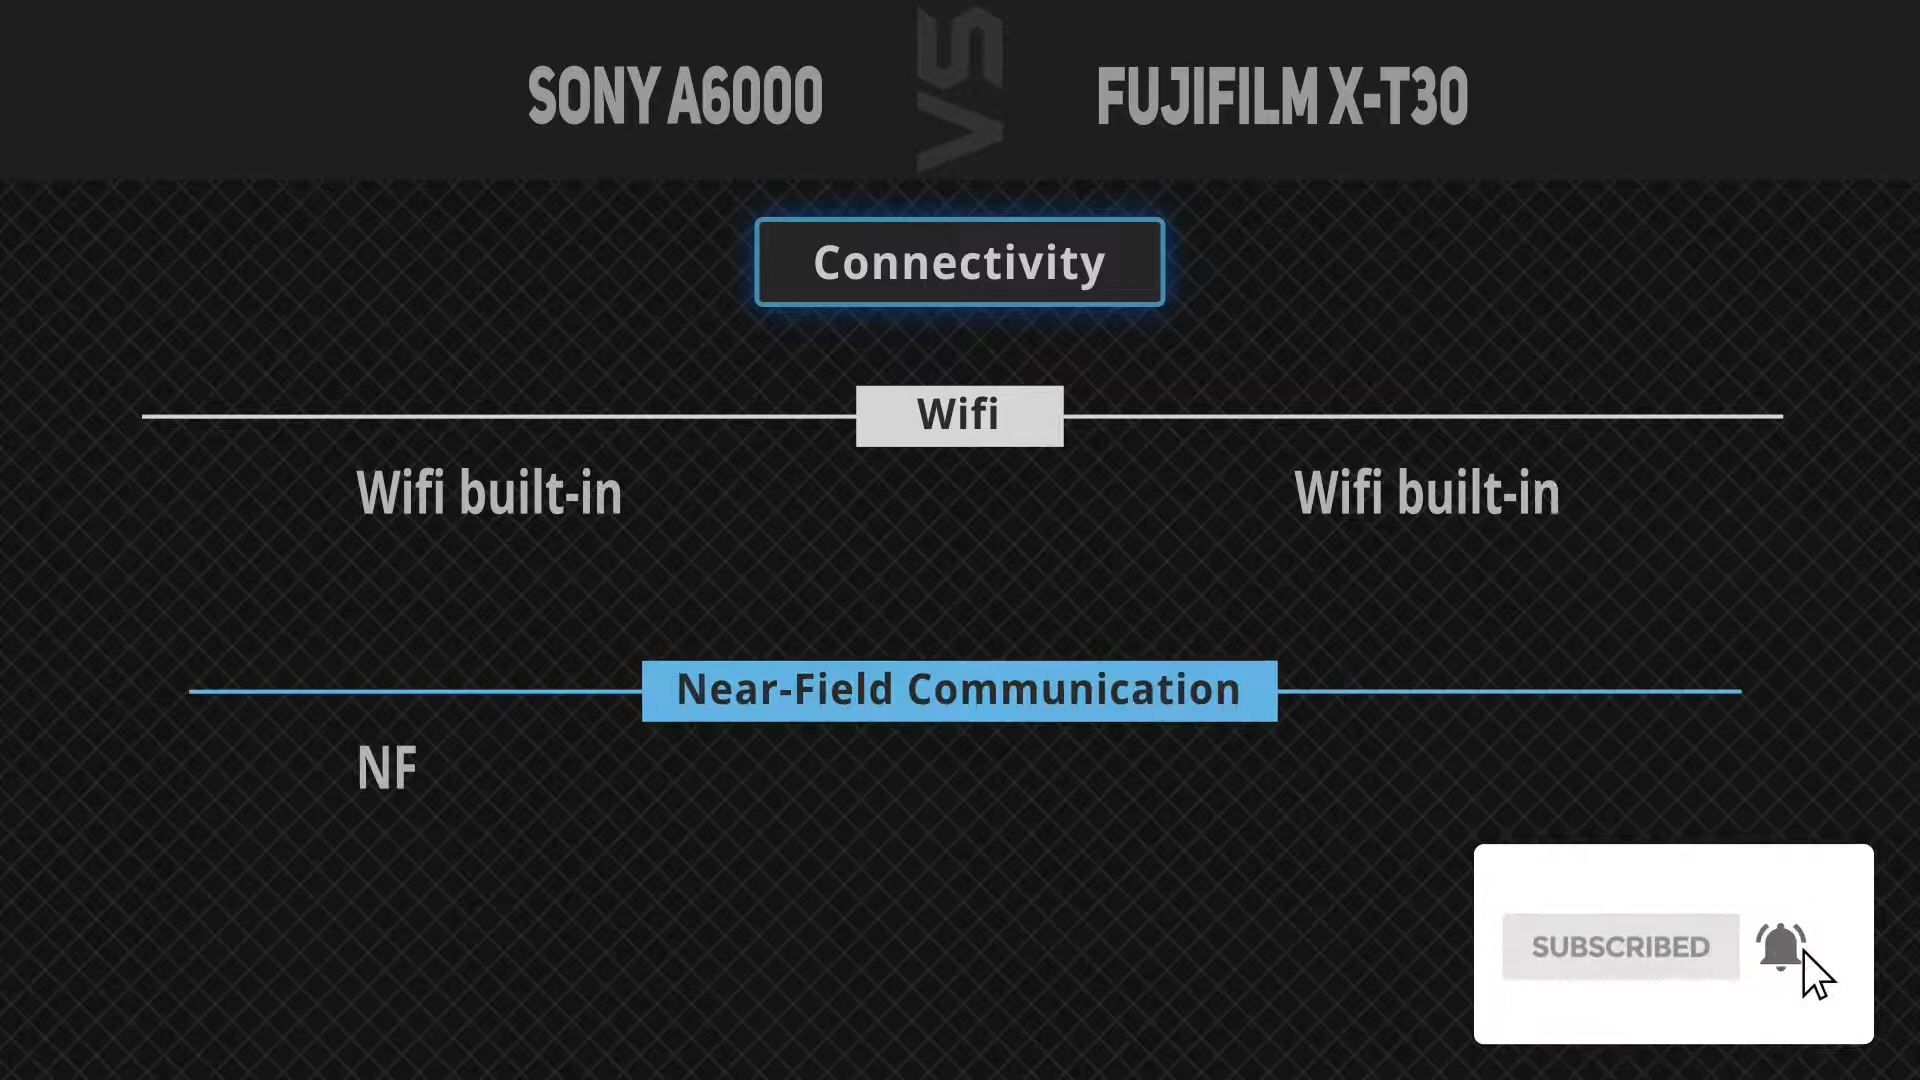 SONY A6000 VS FUJIFILM X-T30
Connectivity
Wifi
Wifi built-in Wifi built-in
Near-Field Communication
NF
SUBSCRIBED